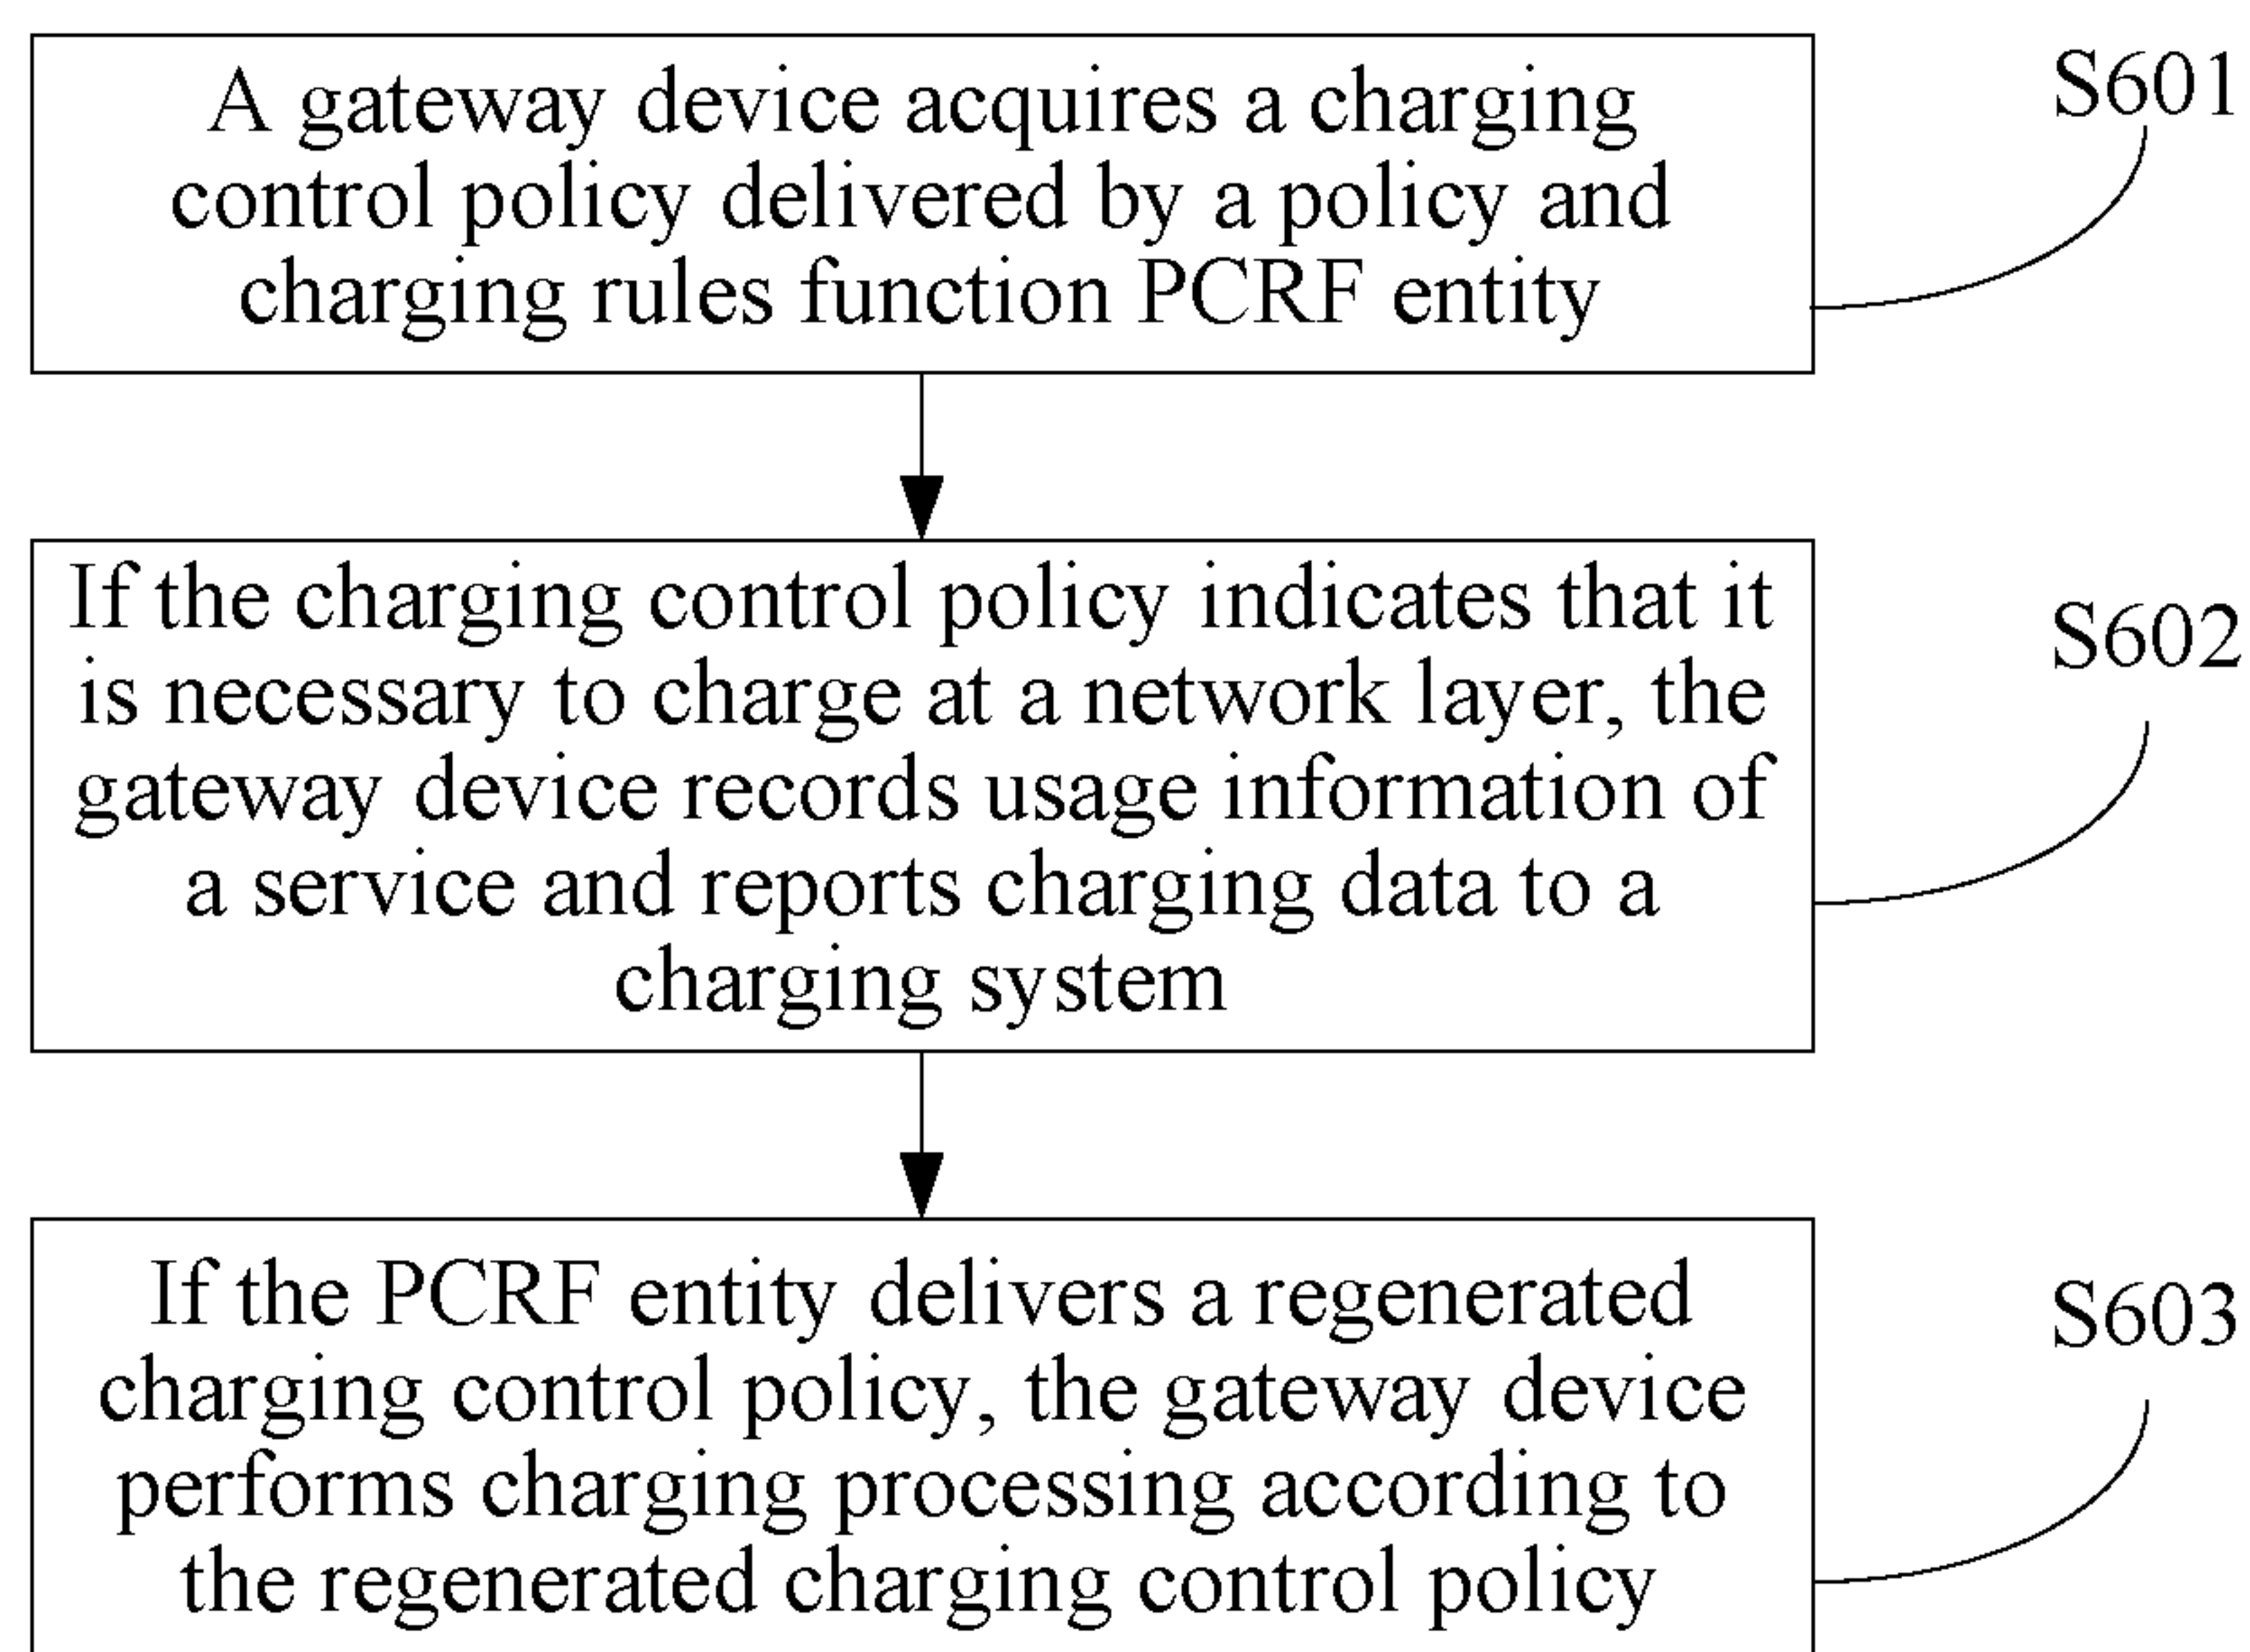 A gateway device acquires a charging
control policy delivered by a policy and
charging rules function PCRF entity
S601
If the charging control policy indicates that it
is necessary to charge at a network layer, the
gateway device records usage information of
a service and reports charging data to a
charging system
S602
If the PCRF entity delivers a regenerated
charging control policy, the gateway device
performs charging processing according to
the regenerated charging control policy
S603